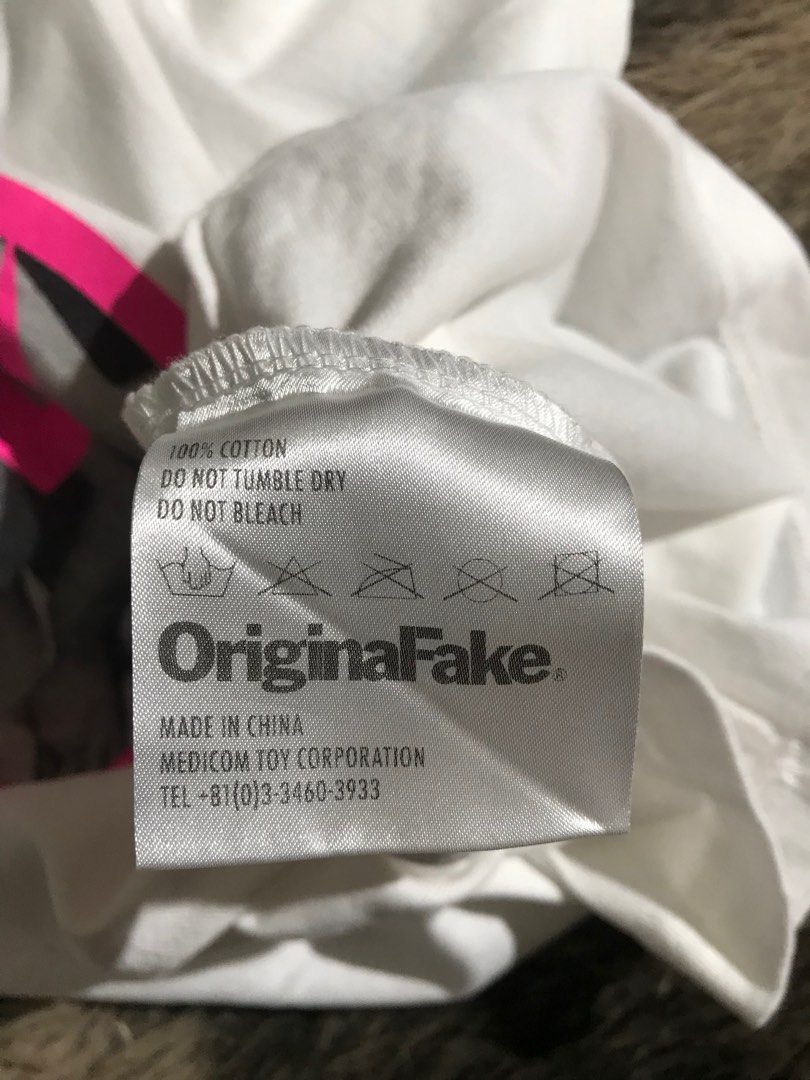 100% COTTON
DO NOT TUMBLE DRY
DO NOT BLEACH
OriginalFake®
MADE IN CHINA
MEDICOM TOY CORPORATION
TEL +81(0)3-3460-3933